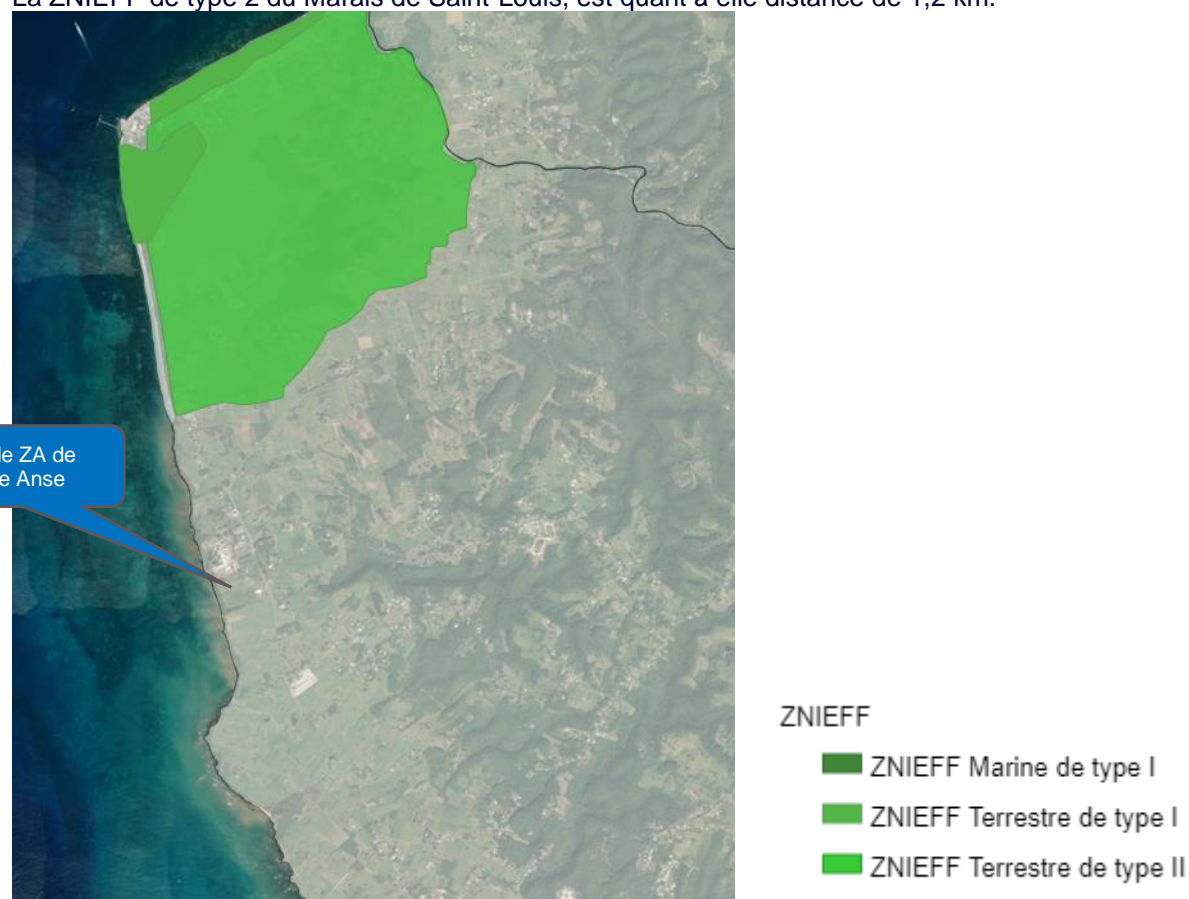 La ZNIEFF de type 2 du Marais de Saint-Louis, est quant à elle distance de 1,2 km.
de ZA de
Anse
ZNIEFF
ZNIEFF Marine de type I
ZNIEFF Terrestre de type I
ZNIEFF Terrestre de type II